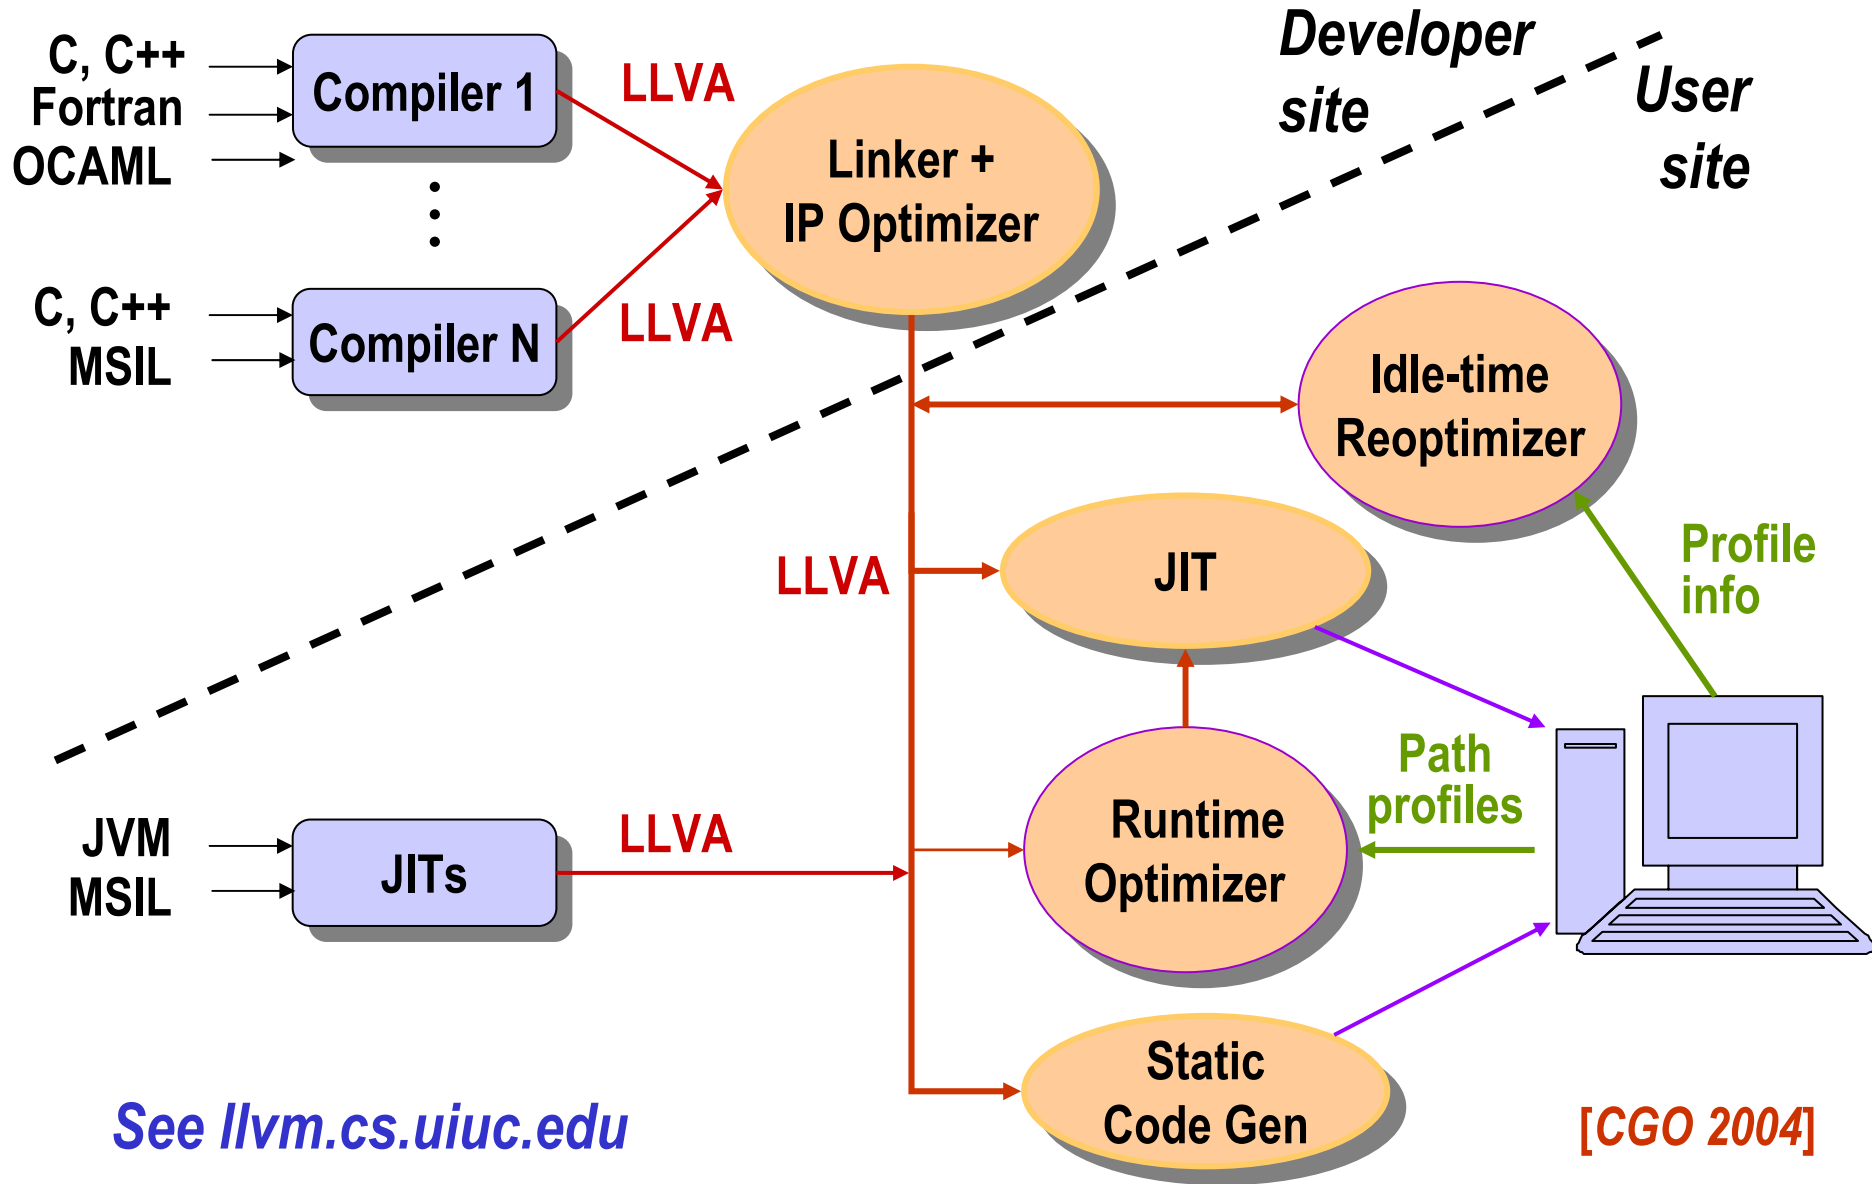 C, C++
Fortran
OCAML
Compiler 1
LLVA
Linker +
IP Optimizer
Developer
site
User
site
C, C++
MSIL
Compiler N
LLVA
Idle-time
Reoptimizer
LLVA
JIT
Profile
info
Path
profiles
JVM
MSIL
JITs
LLVA
Runtime
Optimizer
Static
Code Gen
See llvm.cs.uiuc.edu
[CGO 2004]